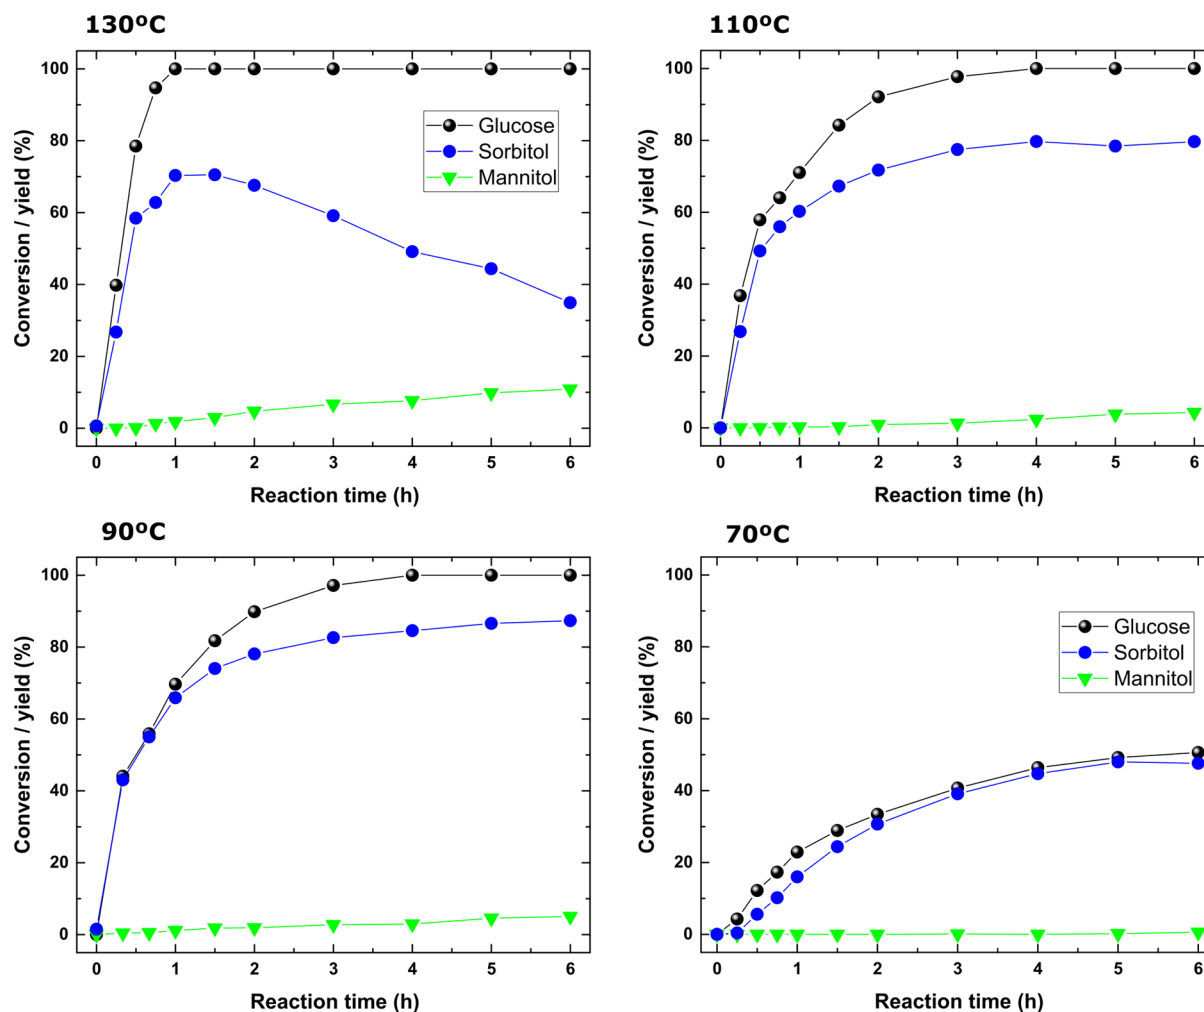 130ºC
Conversion / yield (%)
100
80
60
40
20
0
Glucose
Sorbitol
Mannitol
0 1 2 3 4 5 6
Reaction time (h)
110ºC
Conversion / yield (%)
100
80
60
40
20
0
0 1 2 3 4 5 6
Reaction time (h)
90ºC
Conversion / yield (%)
100
80
60
40
20
0
0 1 2 3 4 5 6
Reaction time (h)
70ºC
Conversion / yield (%)
100
80
60
40
20
0
Glucose
Sorbitol
Mannitol
0 1 2 3 4 5 6
Reaction time (h)